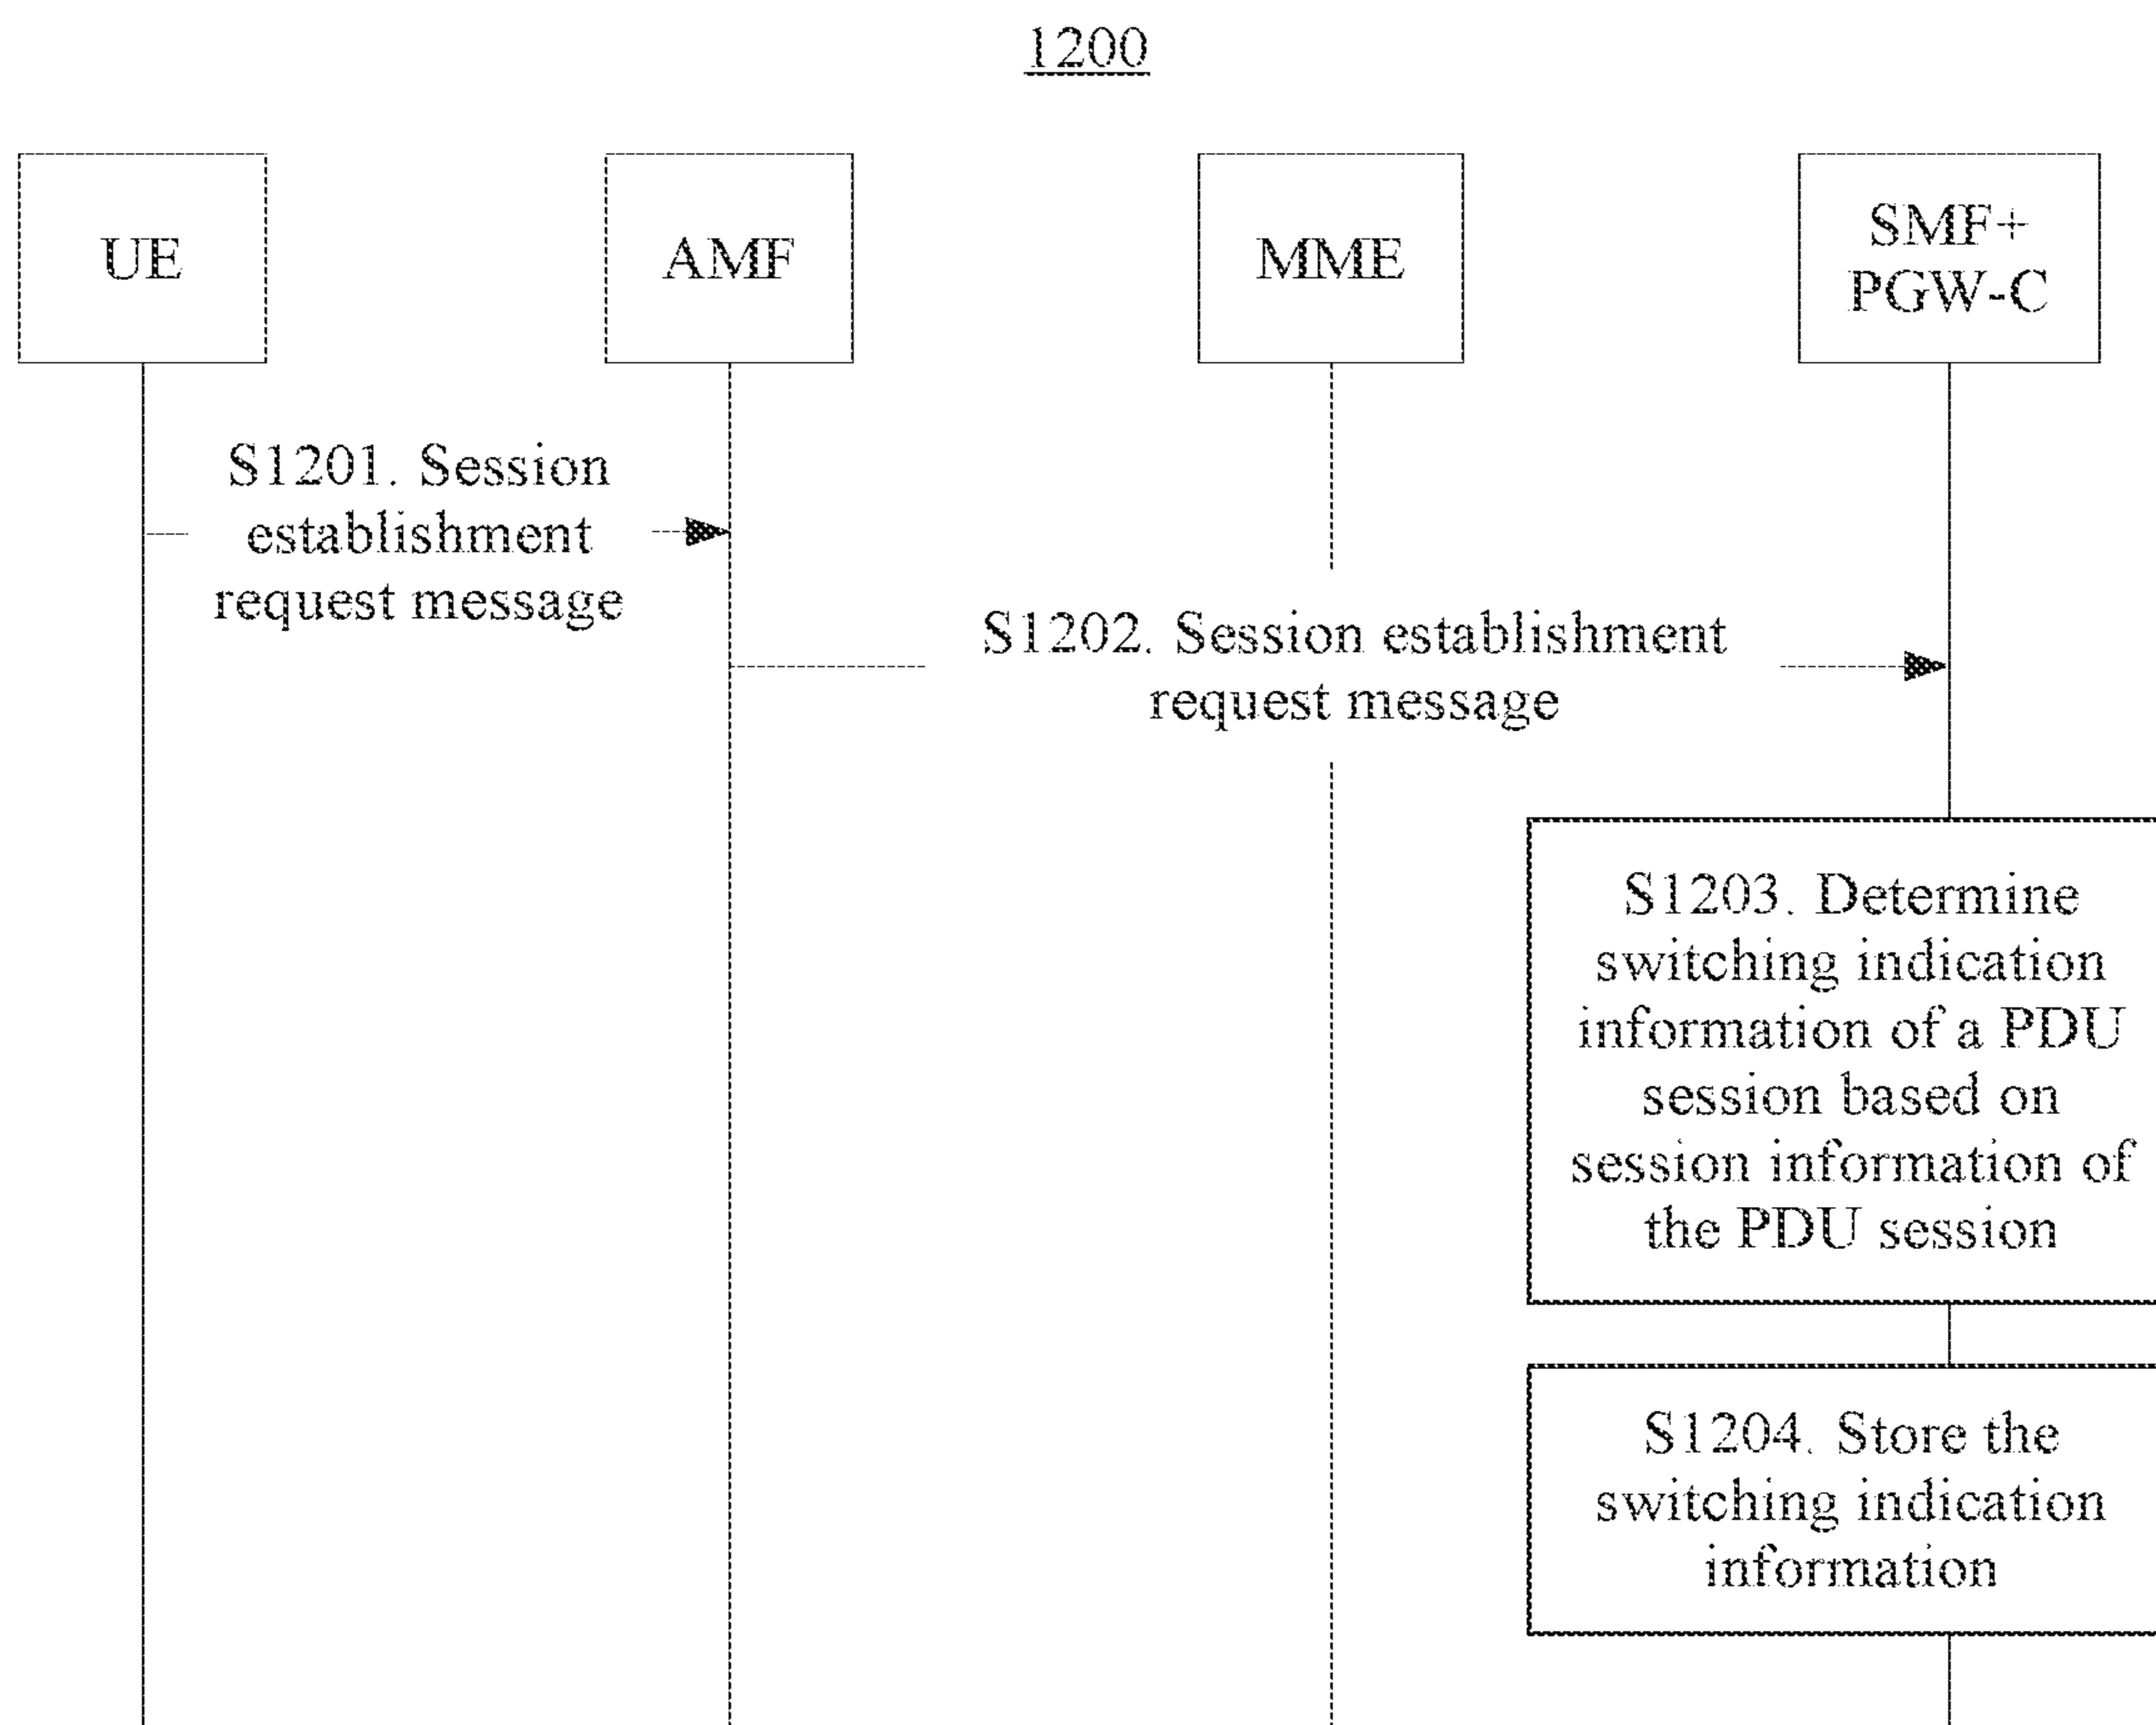 1200
UE
AMF
MME
SMF+
PGW-C
S1201. Session
establishment
request message
S1202. Session establishment
request message
S1203. Determine
switching indication
information of a PDU
session based on
session information of
the PDU session
S1204. Store the
switching indication
information